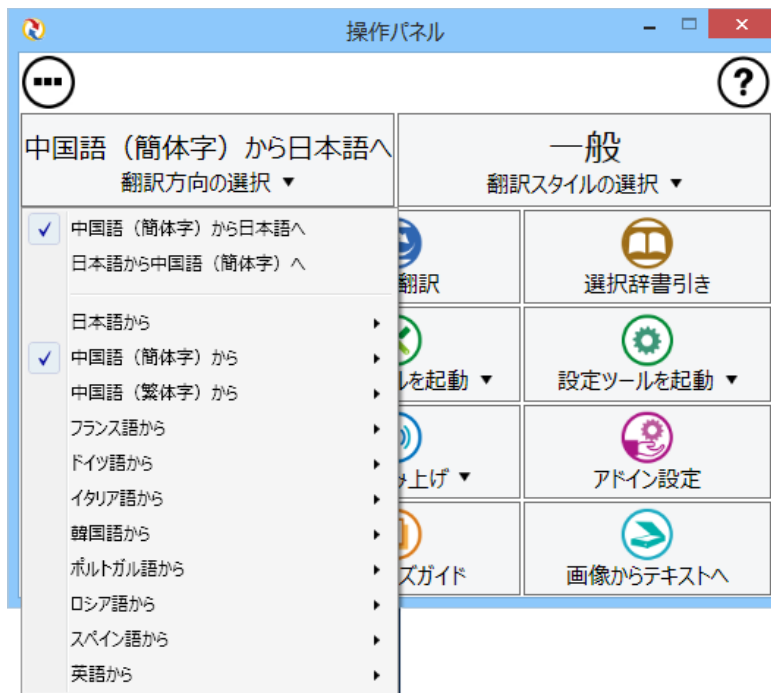 操作パネル
中国語（簡体字）から日本語へ
翻訳方向の選択 ▼
一般
翻訳スタイルの選択 ▼
中国語（簡体字）から日本語へ
日本語から中国語（簡体字）へ
日本語から
中国語（簡体字）から
中国語（繁体字）から
フランス語から
ドイツ語から
イタリア語から
韓国語から
ポルトガル語から
ロシア語から
スペイン語から
英語から
翻訳
選択辞書引き
ルを起動 ▼
設定ツールを起動 ▼
み上げ ▼
アドイン設定
ズガイド
画像からテキストへ